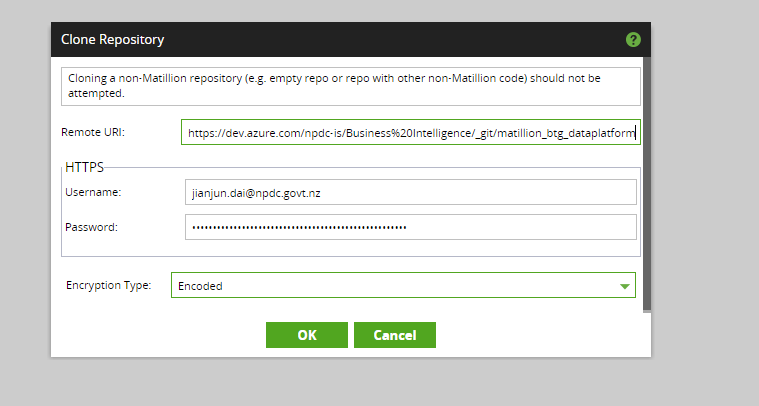 Clone Repository
?
Cloning a non-Matillion repository (e.g. empty repo or repo with other non-Matillion code) should not be
attempted.
Remote URI: https://dev.azure.com/npdc-is/Business%20Intelligence/_git/matillion_btg_dataplatform
HTTPS
Username: jianjun.dai@npdc.govt.nz
Password: ••••••••••••••••••••••••••••••••••••••••••••••••••••
Encryption Type: Encoded
OK Cancel